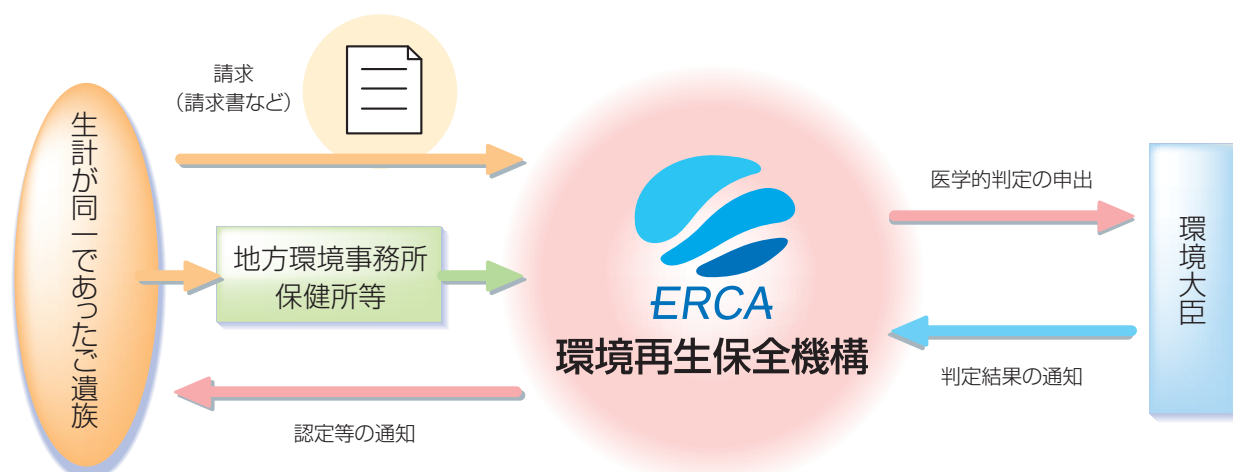 請求
（請求書など）
生計が同一であったご遺族
地方環境事務所
保健所等
認定等の通知
ERCA
環境再生保全機構
医学的判定の申出
判定結果の通知
環境大臣